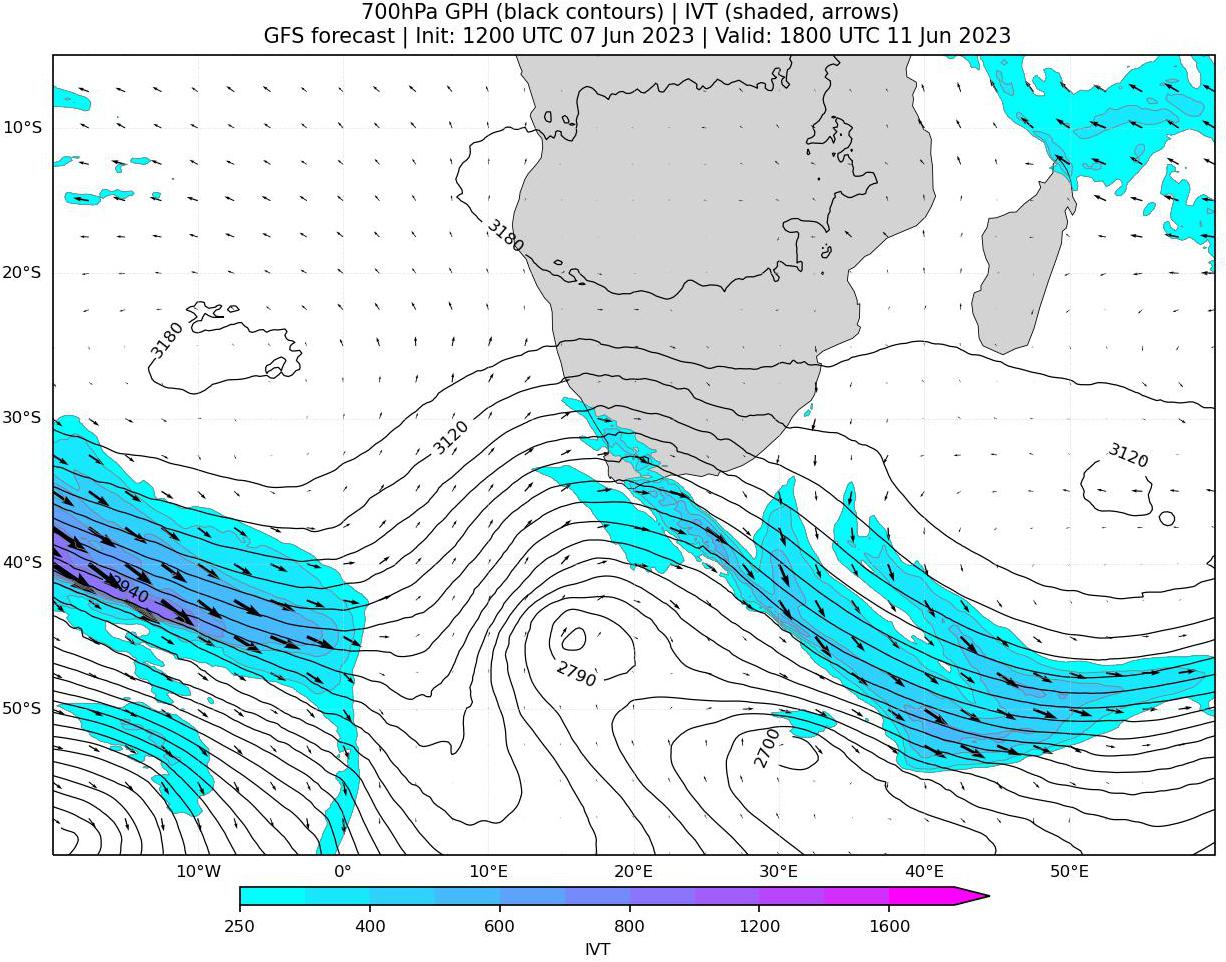 700hPa GPH (black contours) | IVT (shaded, arrows)
GFS forecast | Init: 1200 UTC 07 Jun 2023 | Valid: 1800 UTC 11 Jun 2023
10°S
3180
20°S
3180
30°S
3120
3120
40°S
2940
2790
50°S
2700
10°W 0° 10°E 20°E 30°E 40°E 50°E
250 400 600 800 1200 1600
IVT